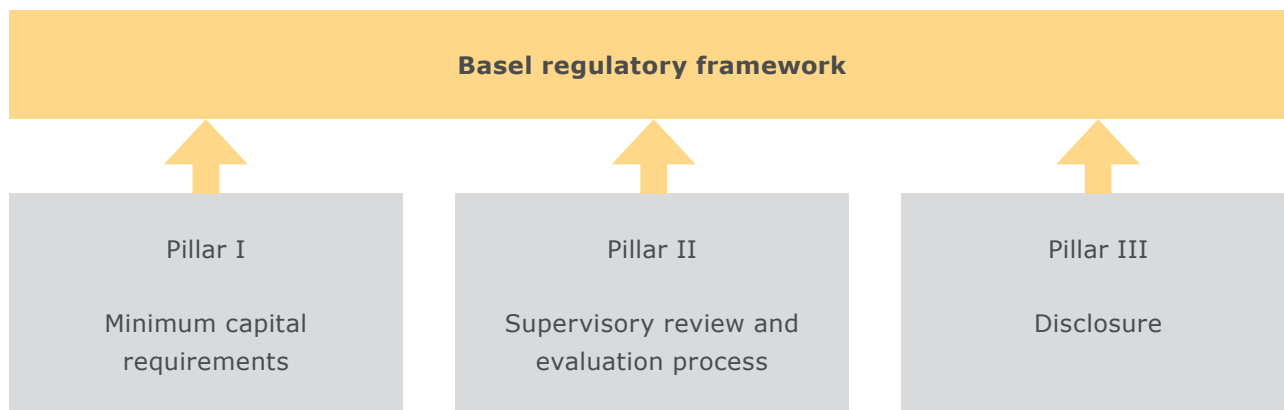 Basel regulatory framework
Pillar I
Minimum capital
requirements
Pillar II
Supervisory review and
evaluation process
Pillar III
Disclosure